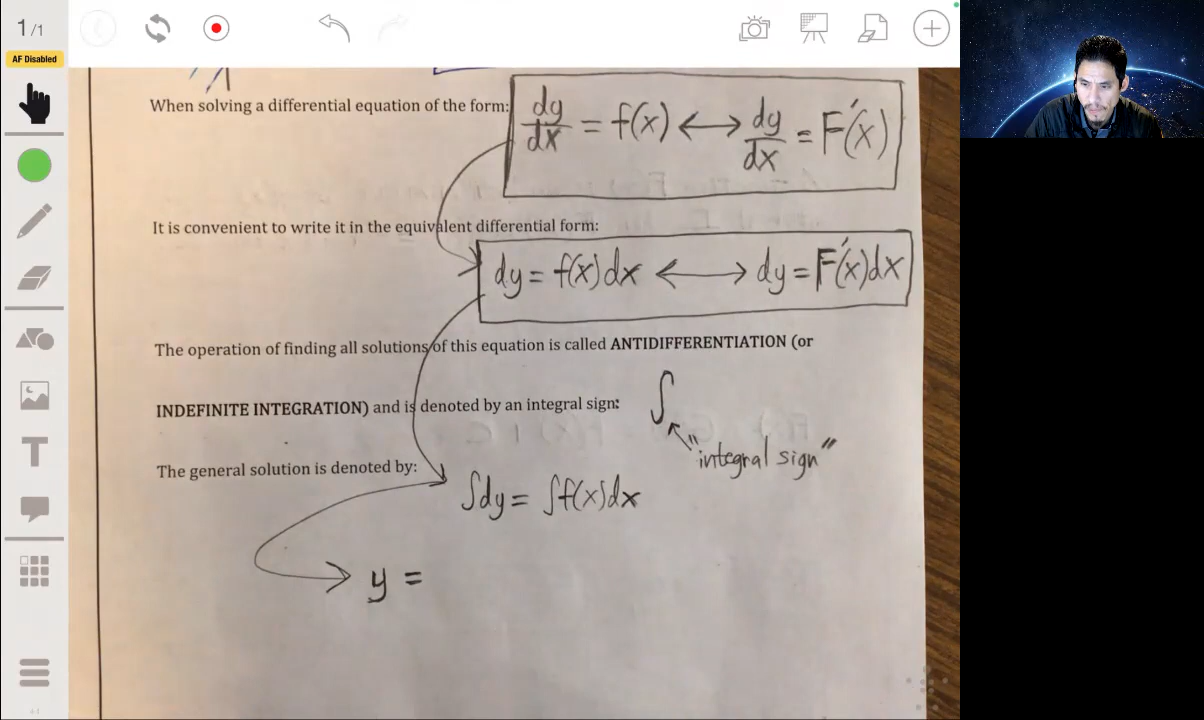 1/1
AF Disabled
When solving a differential equation of the form: dy/dx = f(x) ⟷ dy/dx = F'(x)
It is convenient to write it in the equivalent differential form:
dy = f(x)dx ⟷ dy = F'(x)dx
The operation of finding all solutions of this equation is called ANTIDIFFERENTIATION (or
INDEFINITE INTEGRATION) and is denoted by an integral sign: ∫
"integral sign"
The general solution is denoted by:
∫dy = ∫f(x)dx
y =
T